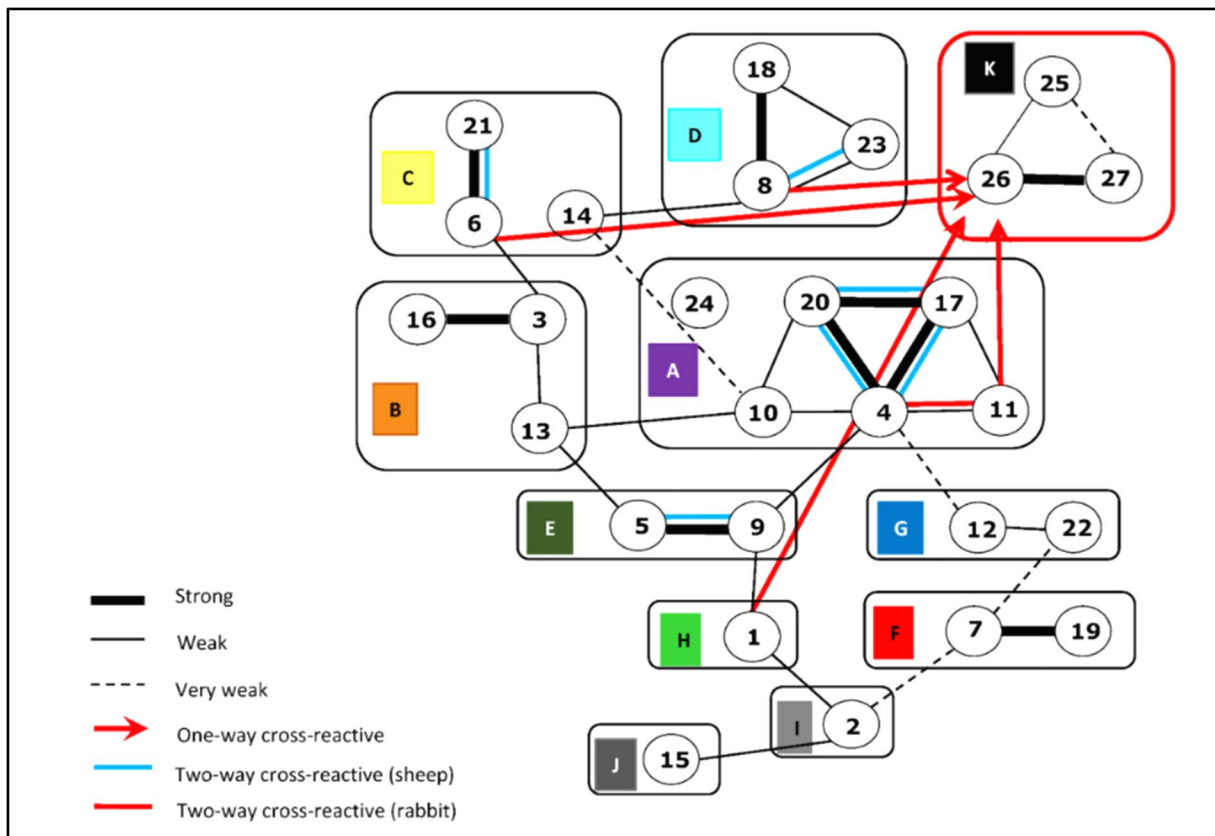 18
K
25
21
D
23
C
8
26
27
6
14
20
17
24
16
3
A
B
10
4
11
13
E
5
9
G
12
22
Strong
H
1
F
7
19
Weak
Very weak
I
2
One-way cross-reactive
J
15
Two-way cross-reactive (sheep)
Two-way cross-reactive (rabbit)